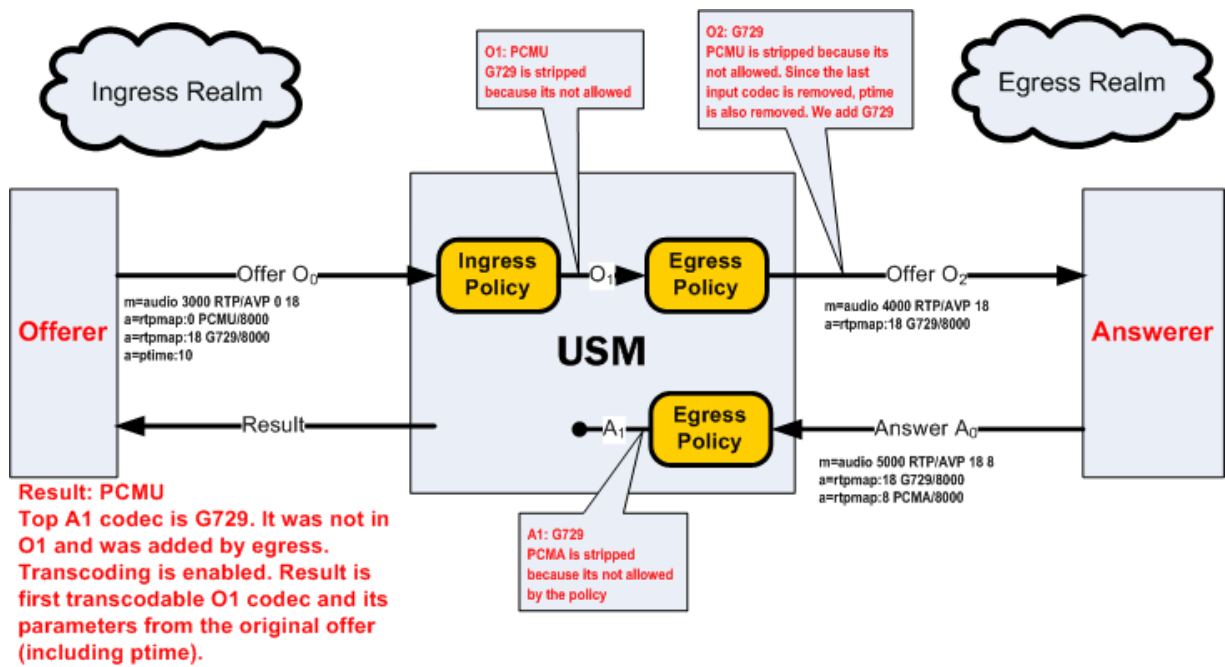 Ingress Realm
O1: PCMU
G729 is stripped
because its not allowed
O2: G729
PCMU is stripped because its
not allowed. Since the last
input codec is removed, ptime
is also removed. We add G729
Egress Realm
Offerer
Offer O0
m=audio 3000 RTP/AVP 0 18
a=rtpmap:0 PCMU/8000
a=rtpmap:18 G729/8000
a=ptime:10
Ingress
Policy
O1
Egress
Policy
Offer O2
m=audio 4000 RTP/AVP 18
a=rtpmap:18 G729/8000
Answerer
USM
Result
A1
Egress
Policy
Answer A0
m=audio 5000 RTP/AVP 18 8
a=rtpmap:18 G729/8000
a=rtpmap:8 PCMA/8000
Result: PCMU
Top A1 codec is G729. It was not in
O1 and was added by egress.
Transcoding is enabled. Result is
first transcodable O1 codec and its
parameters from the original offer
(including ptime).
A1: G729
PCMA is stripped
because its not allowed
by the policy